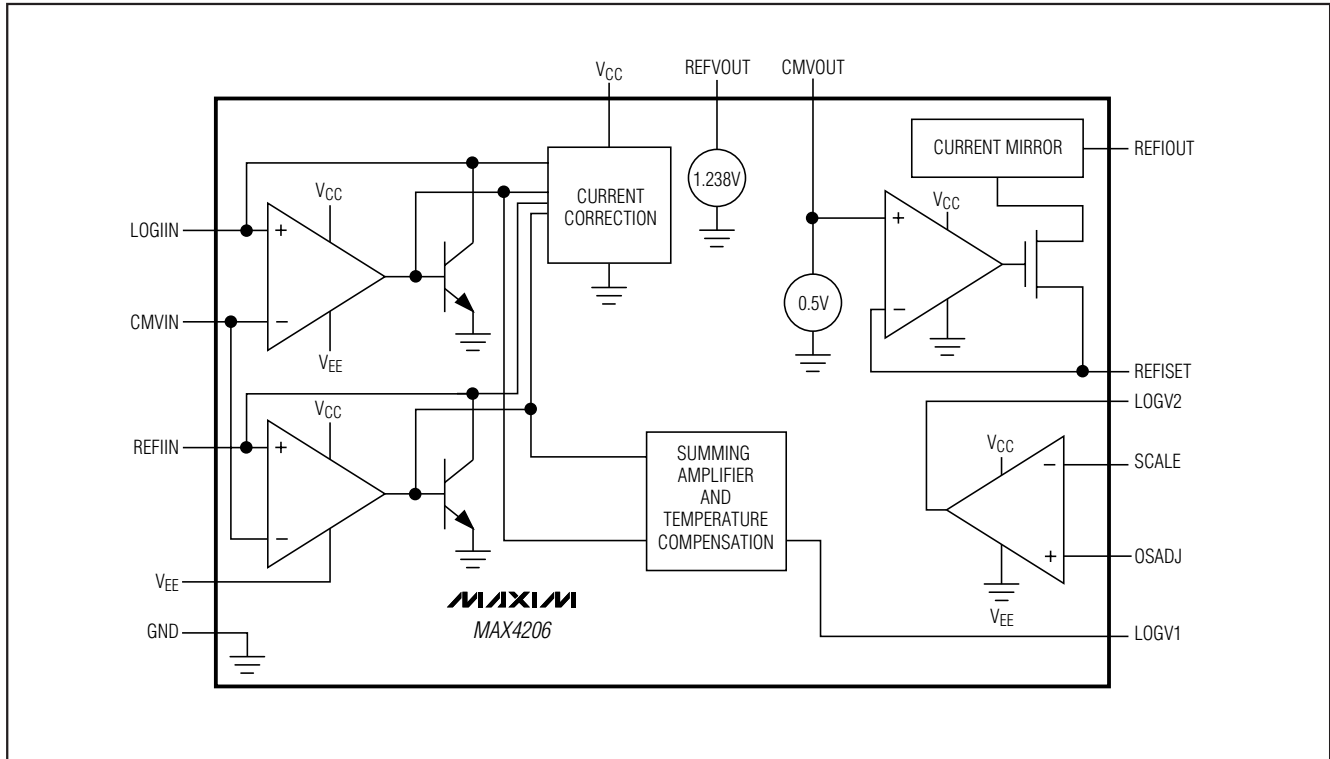 VCC
REFVOUT
CMVOUT
CURRENT MIRROR
REFIOUT
1.238V
CURRENT
CORRECTION
VCC
LOGIIN
+
VCC
+
CMVIN
−
VEE
0.5V
−
REFISET
LOGV2
VCC
REFIIN
+
−
SUMMING
AMPLIFIER
AND
TEMPERATURE
COMPENSATION
VCC
−
SCALE
+
OSADJ
VEE
VEE
MAXIM
MAX4206
GND
LOGV1